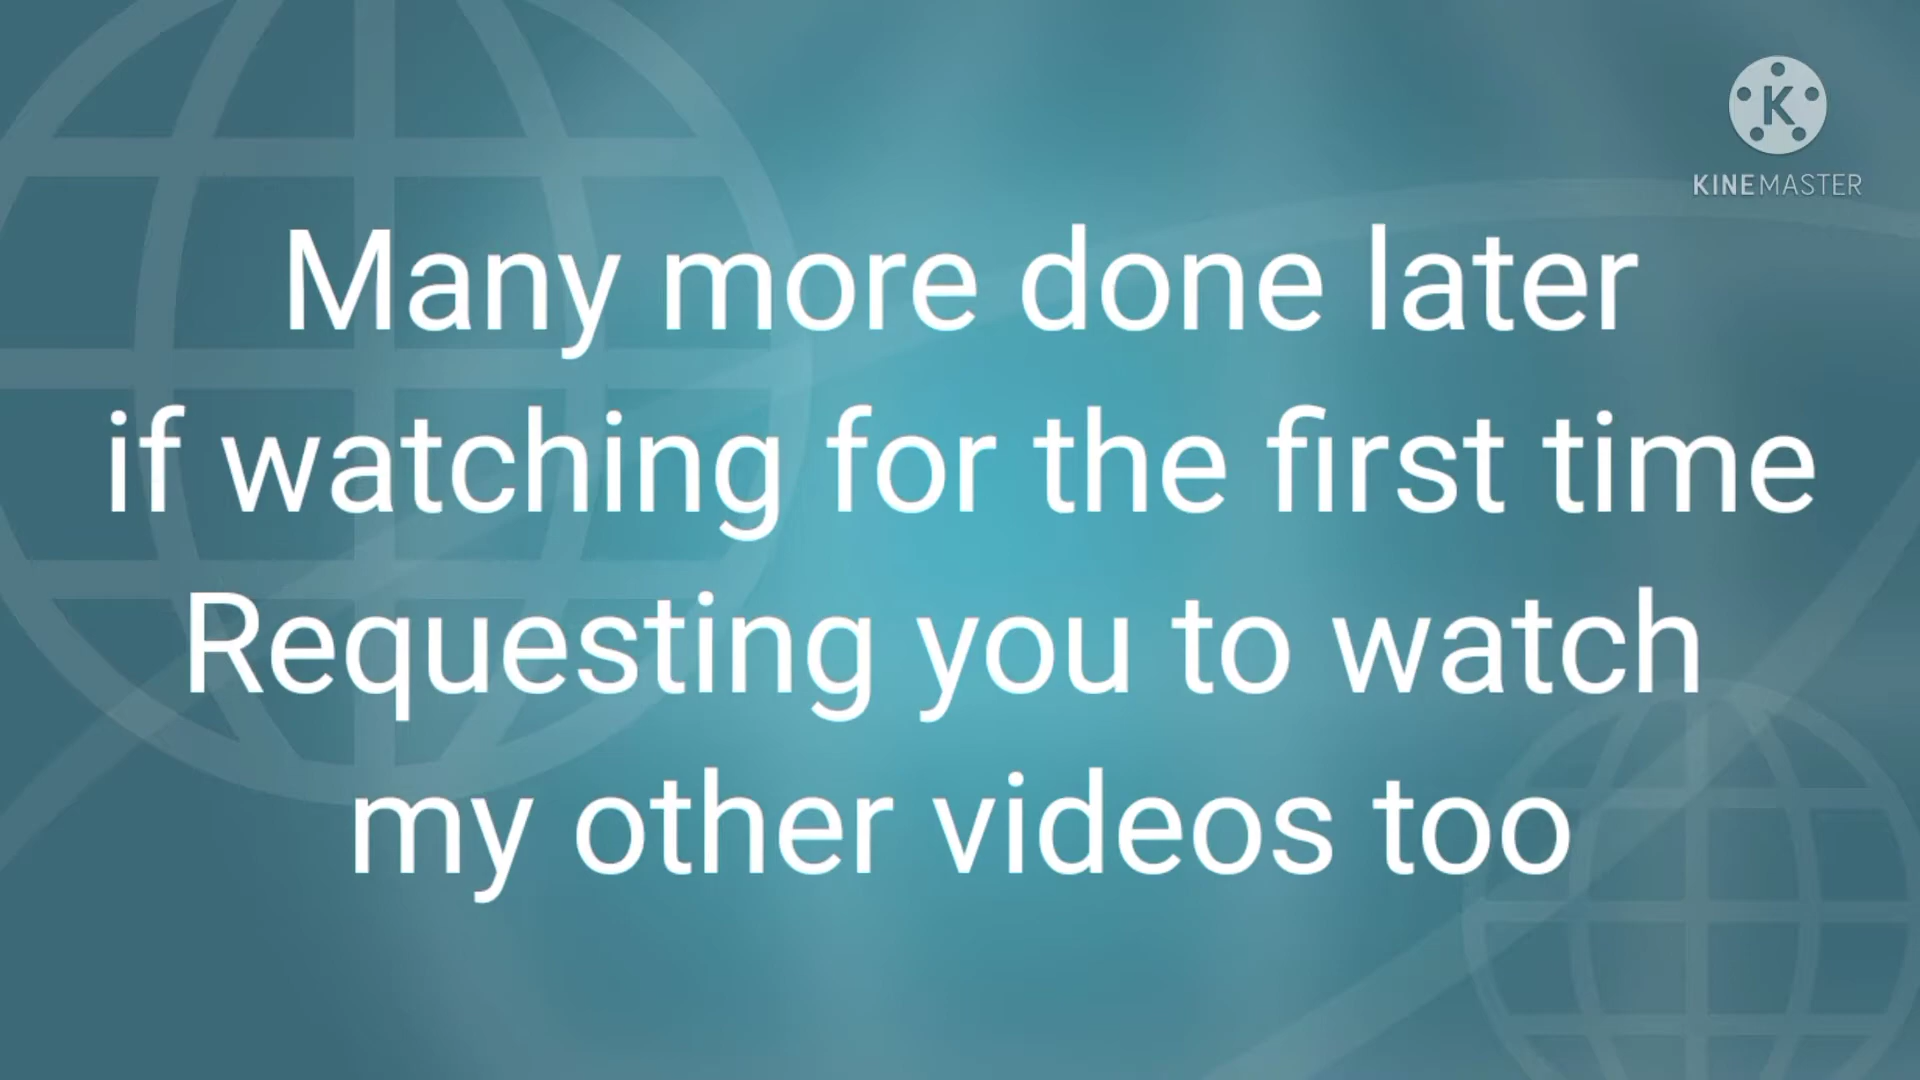 K
KINEMASTER
Many more done later
if watching for the first time
Requesting you to watch
my other videos too